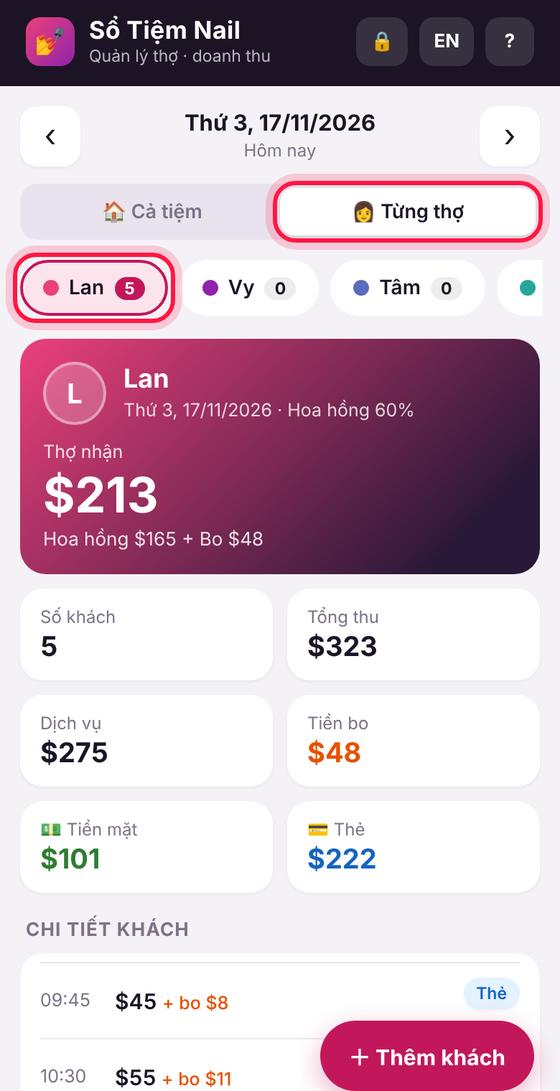 Sổ Tiệm Nail
Quản lý thợ · doanh thu
EN
?
‹
Thứ 3, 17/11/2026
Hôm nay
›
Cả tiệm
Từng thợ
Lan 5
Vy 0
Tâm 0
L
Lan
Thứ 3, 17/11/2026 · Hoa hồng 60%
Thợ nhận
$213
Hoa hồng $165 + Bo $48
Số khách
5
Tổng thu
$323
Dịch vụ
$275
Tiền bo
$48
Tiền mặt
$101
Thẻ
$222
CHI TIẾT KHÁCH
09:45 $45 + bo $8 Thẻ
10:30 $55 + bo $11
+ Thêm khách